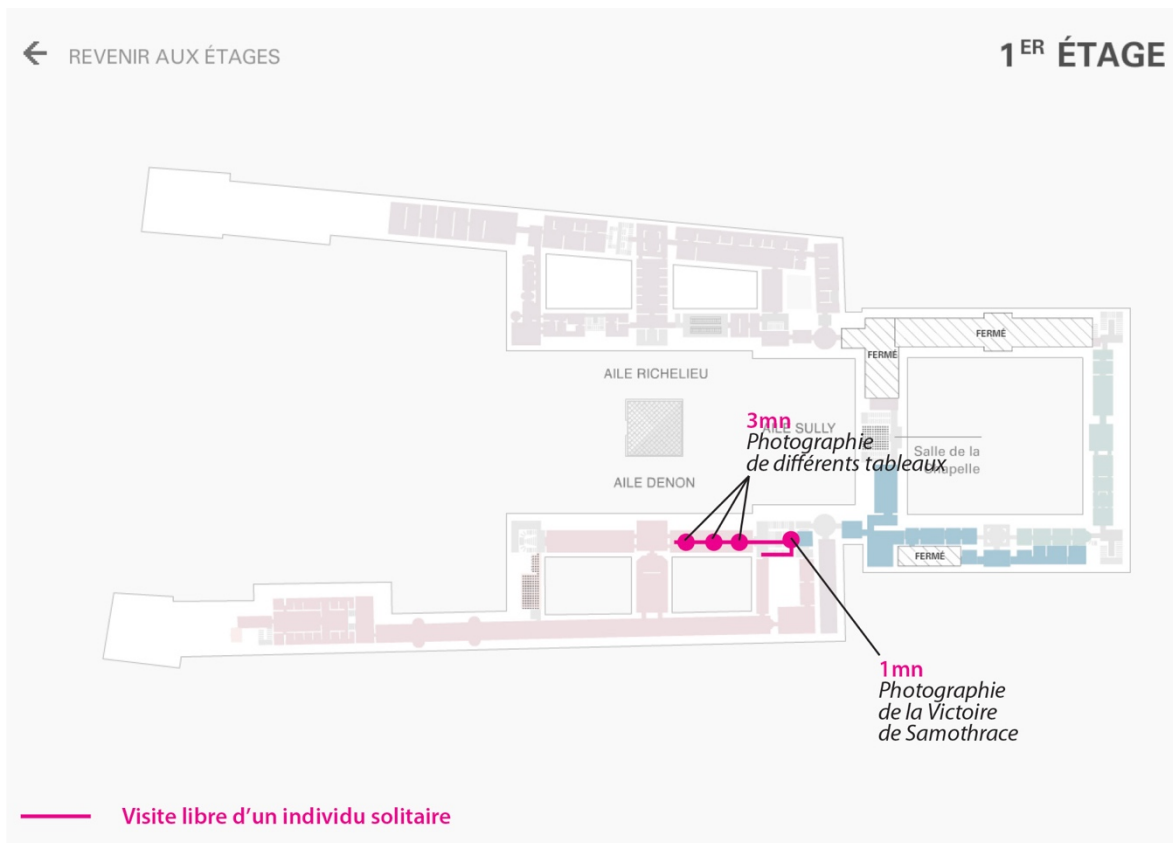 ← REVENIR AUX ÉTAGES
1ER ÉTAGE
FERMÉ
FERMÉ
AILE RICHELIEU
3mn
AILE SULLY
Photographie
de différents tableaux
Salle de la
Chapelle
AILE DENON
FERMÉ
1mn
Photographie
de la Victoire
de Samothrace
Visite libre d’un individu solitaire